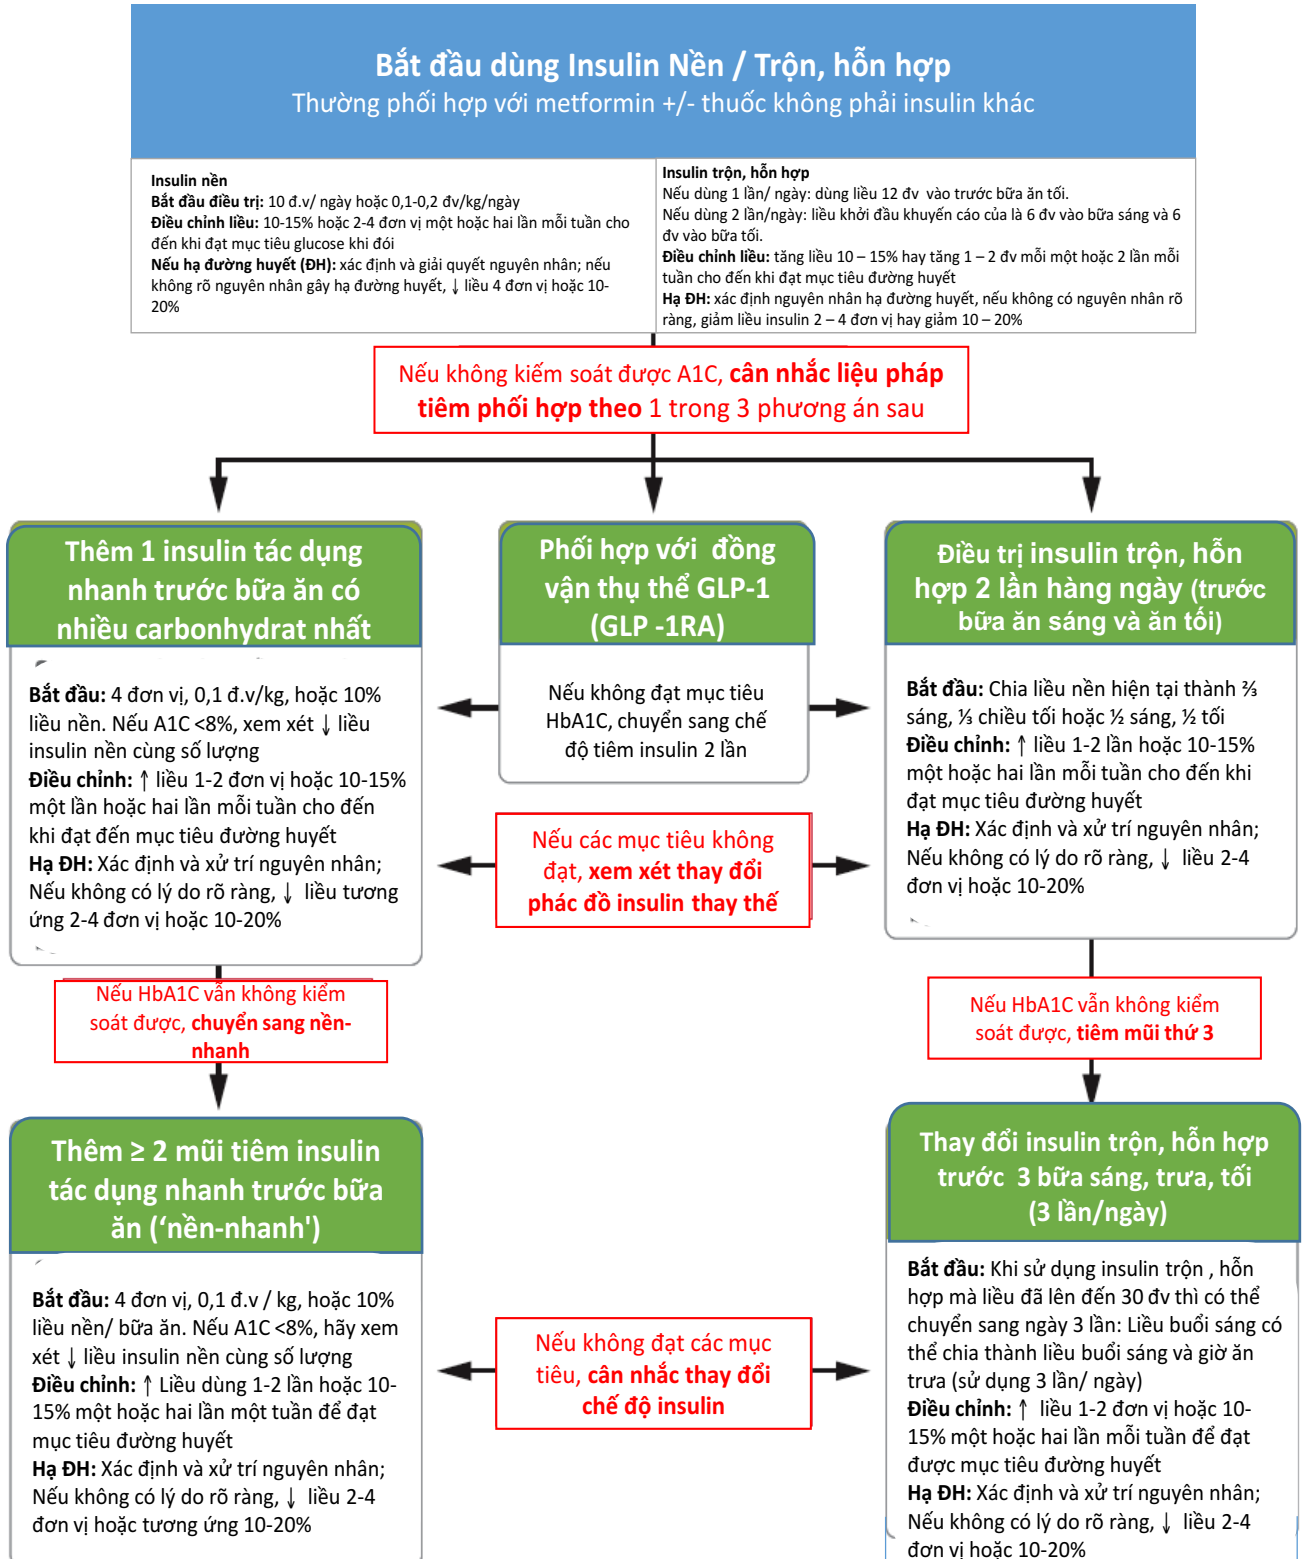 Bắt đầu dùng Insulin Nền / Trộn, hỗn hợp
Thường phối hợp với metformin +/- thuốc không phải insulin khác
Insulin nền
Bắt đầu điều trị: 10 đ.v/ ngày hoặc 0,1-0,2 đv/kg/ngày
Điều chỉnh liều: 10-15% hoặc 2-4 đơn vị một hoặc hai lần mỗi tuần cho
đến khi đạt mục tiêu glucose khi đói
Nếu hạ đường huyết (ĐH): xác định và giải quyết nguyên nhân; nếu
không rõ nguyên nhân gây hạ đường huyết, ↓ liều 4 đơn vị hoặc 10-
20%
Insulin trộn, hỗn hợp
Nếu dùng 1 lần/ ngày: dùng liều 12 đv vào trước bữa ăn tối.
Nếu dùng 2 lần/ngày: liều khởi đầu khuyến cáo của là 6 đv vào bữa sáng và 6
đv vào bữa tối.
Điều chỉnh liều: tăng liều 10 – 15% hay tăng 1 – 2 đv mỗi một hoặc 2 lần mỗi
tuần cho đến khi đạt mục tiêu đường huyết
Hạ ĐH: xác định nguyên nhân hạ đường huyết, nếu không có nguyên nhân rõ
ràng, giảm liều insulin 2 – 4 đơn vị hay giảm 10 – 20%
Nếu không kiểm soát được A1C, cân nhắc liệu pháp
tiêm phối hợp theo 1 trong 3 phương án sau
Thêm 1 insulin tác dụng
nhanh trước bữa ăn có
nhiều carbonhydrat nhất
Bắt đầu: 4 đơn vị, 0,1 đ.v/kg, hoặc 10%
liều nền. Nếu A1C <8%, xem xét ↓ liều
insulin nền cùng số lượng
Điều chỉnh: ↑ liều 1-2 đơn vị hoặc 10-15%
một lần hoặc hai lần mỗi tuần cho đến
khi đạt đến mục tiêu đường huyết
Hạ ĐH: Xác định và xử trí nguyên nhân;
Nếu không có lý do rõ ràng, ↓ liều tương
ứng 2-4 đơn vị hoặc 10-20%
Phối hợp với đồng
vận thụ thể GLP-1
(GLP -1RA)
Nếu không đạt mục tiêu
HbA1C, chuyển sang chế
độ tiêm insulin 2 lần
Điều trị insulin trộn, hỗn
hợp 2 lần hàng ngày (trước
bữa ăn sáng và ăn tối)
Bắt đầu: Chia liều nền hiện tại thành ⅔
sáng, ⅓ chiều tối hoặc ½ sáng, ½ tối
Điều chỉnh: ↑ liều 1-2 lần hoặc 10-15%
một hoặc hai lần mỗi tuần cho đến khi
đạt mục tiêu đường huyết
Hạ ĐH: Xác định và xử trí nguyên nhân;
Nếu không có lý do rõ ràng, ↓ liều 2-4
đơn vị hoặc 10-20%
Nếu các mục tiêu không
đạt, xem xét thay đổi
phác đồ insulin thay thế
Nếu HbA1C vẫn không kiểm
soát được, chuyển sang nền-
nhanh
Nếu HbA1C vẫn không kiểm
soát được, tiêm mũi thứ 3
Thêm ≥ 2 mũi tiêm insulin
tác dụng nhanh trước bữa
ăn (‘nền-nhanh')
Bắt đầu: 4 đơn vị, 0,1 đ.v / kg, hoặc 10%
liều nền/ bữa ăn. Nếu A1C <8%, hãy xem
xét ↓ liều insulin nền cùng số lượng
Điều chỉnh: ↑ Liều dùng 1-2 lần hoặc 10-
15% một hoặc hai lần một tuần để đạt
mục tiêu đường huyết
Hạ ĐH: Xác định và xử trí nguyên nhân;
Nếu không có lý do rõ ràng, ↓ liều 2-4
đơn vị hoặc tương ứng 10-20%
Nếu không đạt các mục
tiêu, cân nhắc thay đổi
chế độ insulin
Thay đổi insulin trộn, hỗn hợp
trước 3 bữa sáng, trưa, tối
(3 lần/ngày)
Bắt đầu: Khi sử dụng insulin trộn , hỗn
hợp mà liều đã lên đến 30 đv thì có thể
chuyển sang ngày 3 lần: Liều buổi sáng có
thể chia thành liều buổi sáng và giờ ăn
trưa (sử dụng 3 lần/ ngày)
Điều chỉnh: ↑ liều 1-2 đơn vị hoặc 10-
15% một hoặc hai lần mỗi tuần để đạt
được mục tiêu đường huyết
Hạ ĐH: Xác định và xử trí nguyên nhân;
Nếu không có lý do rõ ràng, ↓ liều 2-4
đơn vị hoặc 10-20%